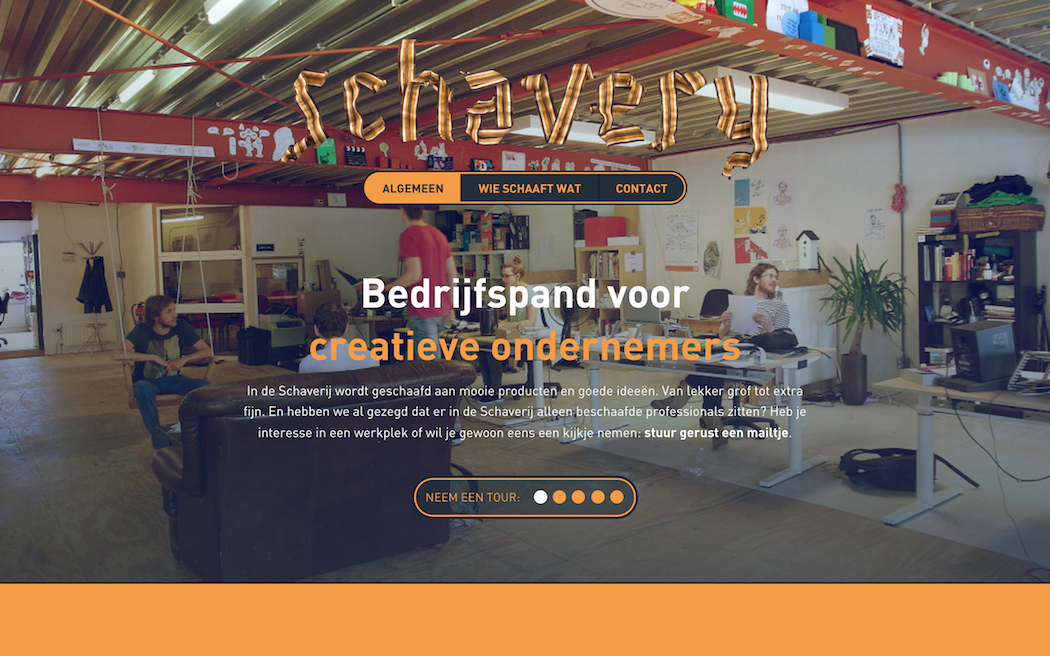 schaverij
ALGEMEEN WIE SCHAAFT WAT CONTACT
Bedrijfspand voor
creatieve ondernemers
In de Schaverij wordt geschaafd aan mooie producten en goede ideeën. Van lekker grof tot extra
fijn. En hebben we al gezegd dat er in de Schaverij alleen beschaafde professionals zitten? Heb je
interesse in een werkplek of wil je gewoon eens een kijkje nemen: stuur gerust een mailtje.
NEEM EEN TOUR: